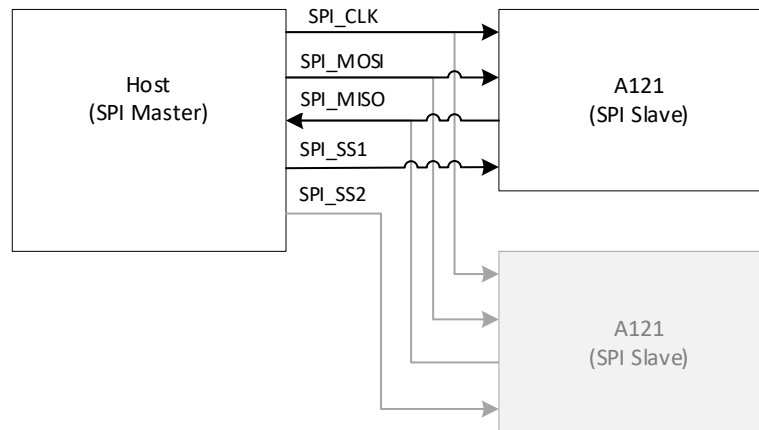 SPI_CLK
SPI_MOSI
SPI_MISO
SPI_SS1
SPI_SS2
Host
(SPI Master)
A121
(SPI Slave)
A121
(SPI Slave)